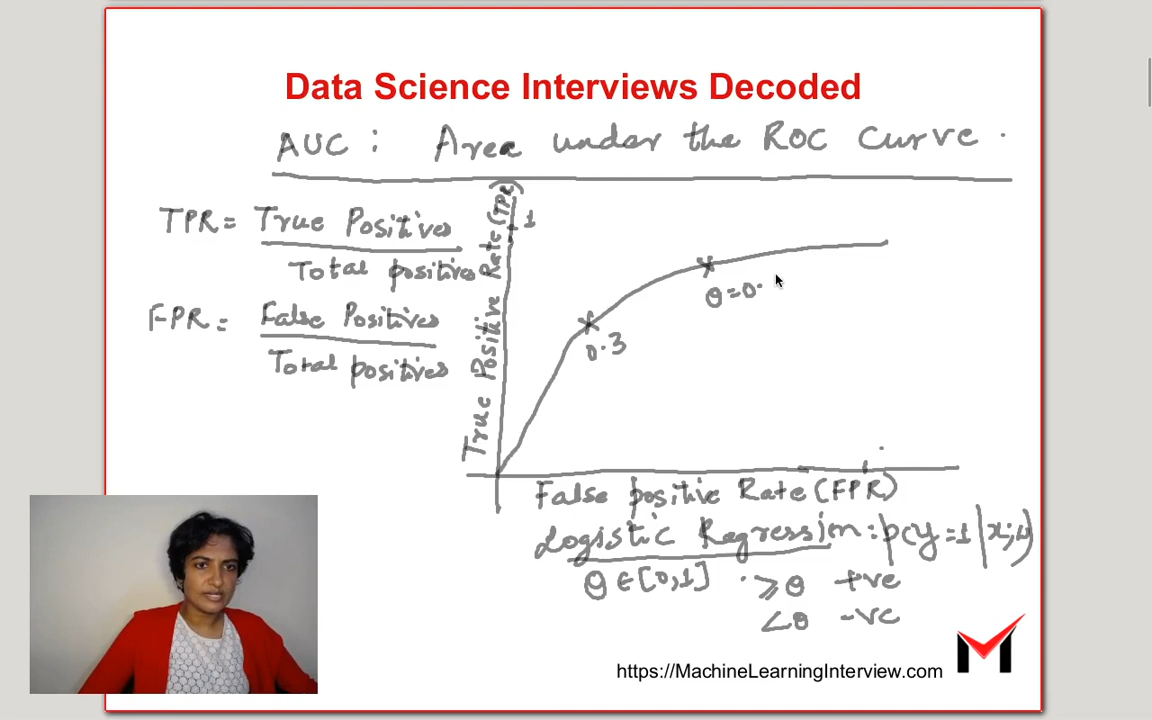 Data Science Interviews Decoded
AUC : Area under the ROC Curve .
TPR = True Positives
Total positives
FPR = False Positives
Total positives
True Positive Rate (TPR)
1
θ=0.
0.3
False positive Rate (FPR)
Logistic Regression : p(y=1|x;
θ ∈ [0,1] ≥θ +ve
<θ -ve
https://MachineLearningInterview.com